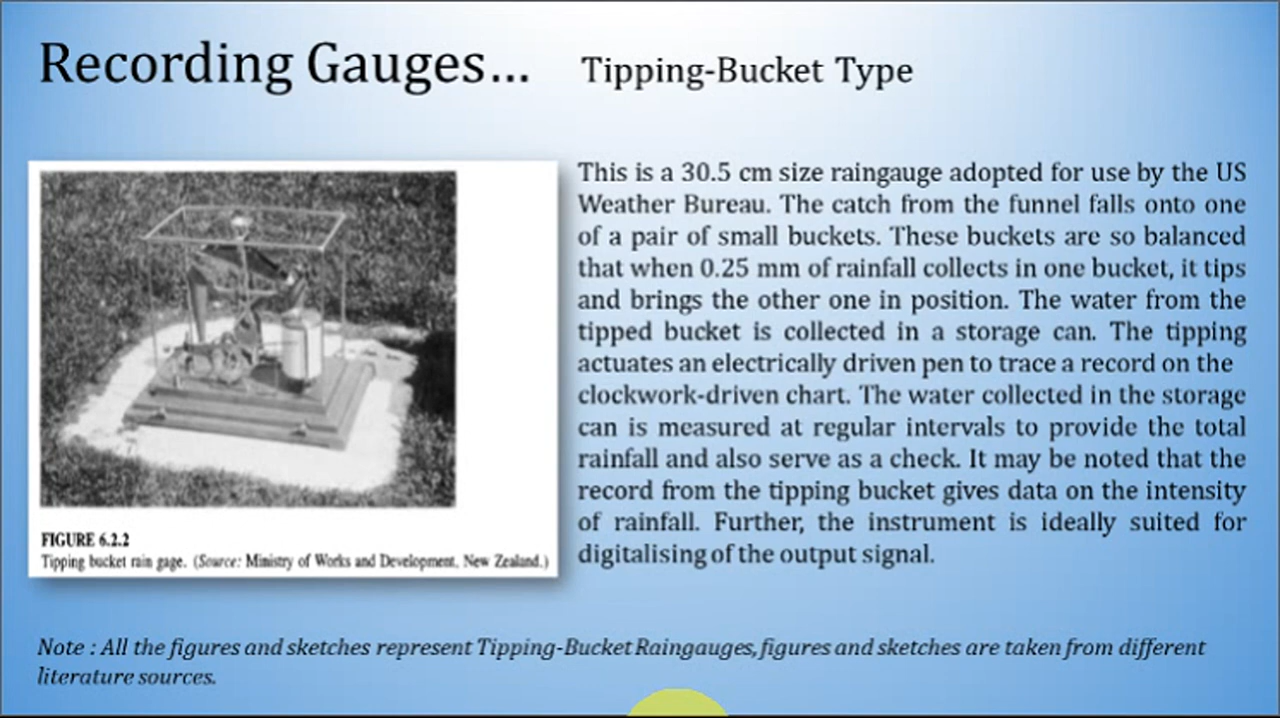 Recording Gauges... Tipping-Bucket Type
This is a 30.5 cm size raingauge adopted for use by the US
Weather Bureau. The catch from the funnel falls onto one
of a pair of small buckets. These buckets are so balanced
that when 0.25 mm of rainfall collects in one bucket, it tips
and brings the other one in position. The water from the
tipped bucket is collected in a storage can. The tipping
actuates an electrically driven pen to trace a record on the
clockwork-driven chart. The water collected in the storage
can is measured at regular intervals to provide the total
rainfall and also serve as a check. It may be noted that the
record from the tipping bucket gives data on the intensity
of rainfall. Further, the instrument is ideally suited for
digitalising of the output signal.
FIGURE 6.2.2
Tipping bucket rain gage. (Source: Ministry of Works and Development, New Zealand.)
Note : All the figures and sketches represent Tipping-Bucket Raingauges, figures and sketches are taken from different
literature sources.